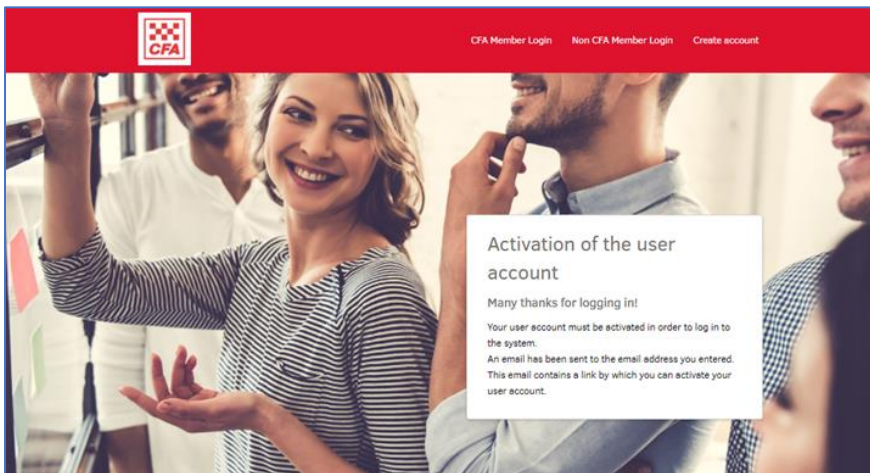 CFA
CFA Member Login Non CFA Member Login Create account
Activation of the user
account
Many thanks for logging in!
Your user account must be activated in order to log in to
the system.
An email has been sent to the email address you entered.
This email contains a link by which you can activate your
user account.